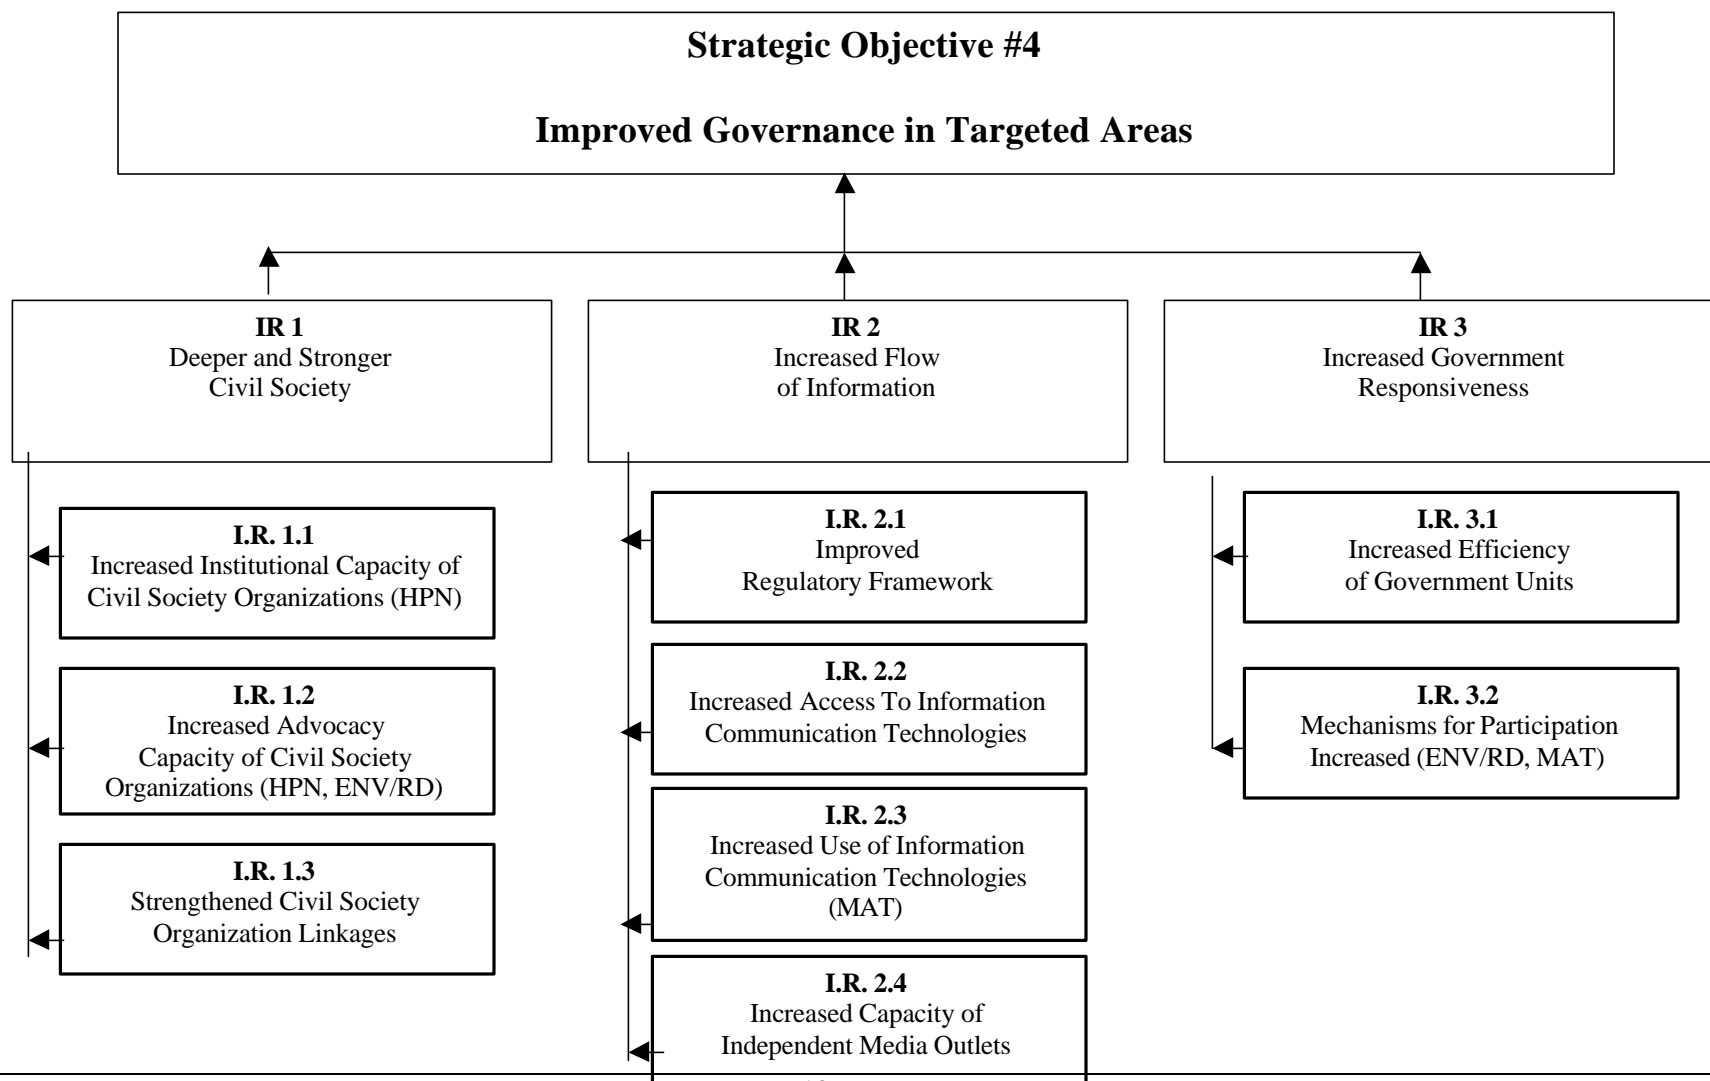 Strategic Objective #4
Improved Governance in Targeted Areas
IR 1
Deeper and Stronger
Civil Society
IR 2
Increased Flow
of Information
IR 3
Increased Government
Responsiveness
I.R. 1.1
Increased Institutional Capacity of
Civil Society Organizations (HPN)
I.R. 1.2
Increased Advocacy
Capacity of Civil Society
Organizations (HPN, ENV/RD)
I.R. 1.3
Strengthened Civil Society
Organization Linkages
I.R. 2.1
Improved
Regulatory Framework
I.R. 2.2
Increased Access To Information
Communication Technologies
I.R. 2.3
Increased Use of Information
Communication Technologies
(MAT)
I.R. 2.4
Increased Capacity of
Independent Media Outlets
I.R. 3.1
Increased Efficiency
of Government Units
I.R. 3.2
Mechanisms for Participation
Increased (ENV/RD, MAT)